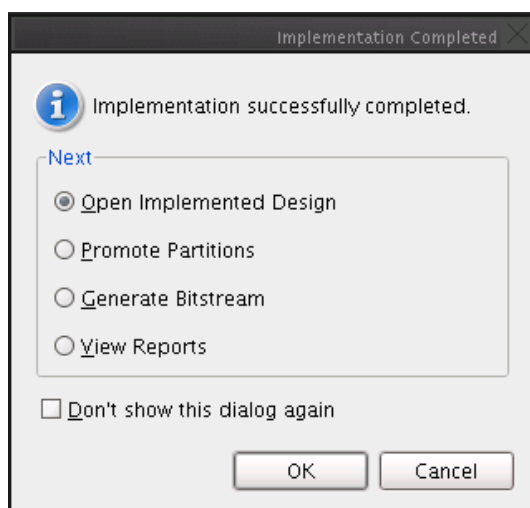 Implementation Completed
Implementation successfully completed.
Next
Open Implemented Design
Promote Partitions
Generate Bitstream
View Reports
Don't show this dialog again
OK Cancel